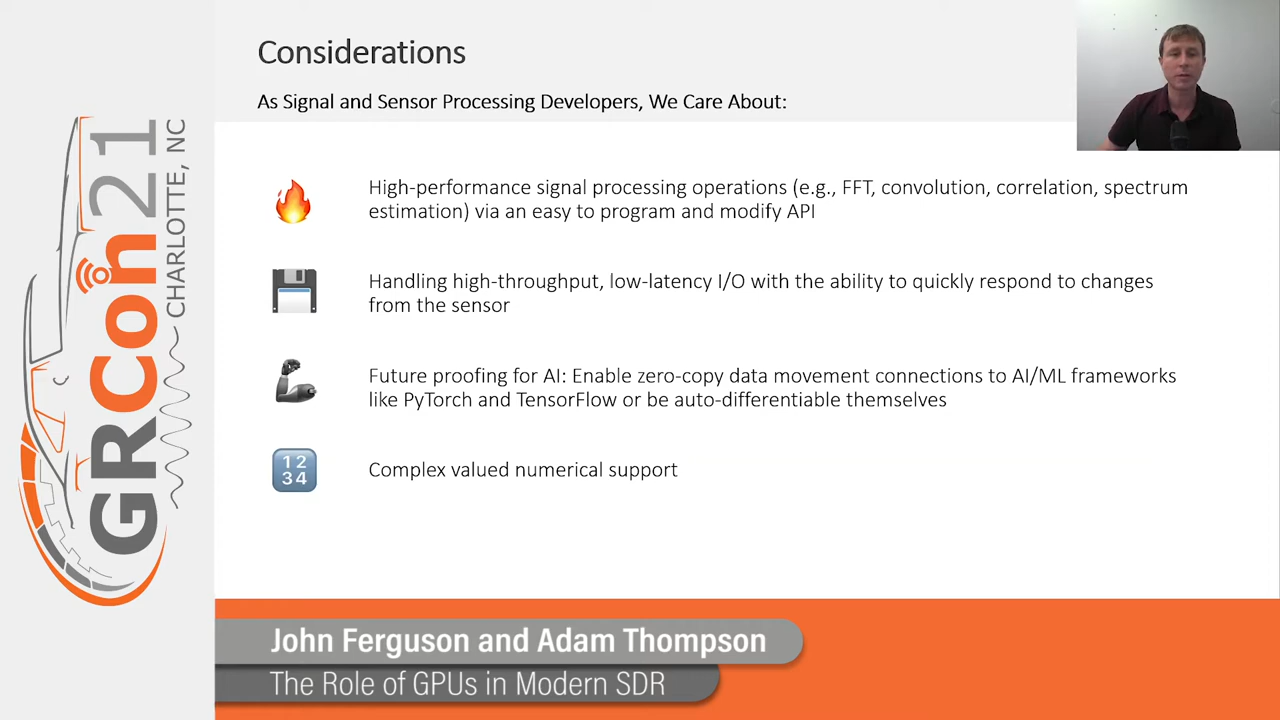 Considerations
As Signal and Sensor Processing Developers, We Care About:
High-performance signal processing operations (e.g., FFT, convolution, correlation, spectrum
estimation) via an easy to program and modify API
Handling high-throughput, low-latency I/O with the ability to quickly respond to changes
from the sensor
Future proofing for AI: Enable zero-copy data movement connections to AI/ML frameworks
like PyTorch and TensorFlow or be auto-differentiable themselves
12
34
Complex valued numerical support
GRCon21
CHARLOTTE, NC
John Ferguson and Adam Thompson
The Role of GPUs in Modern SDR